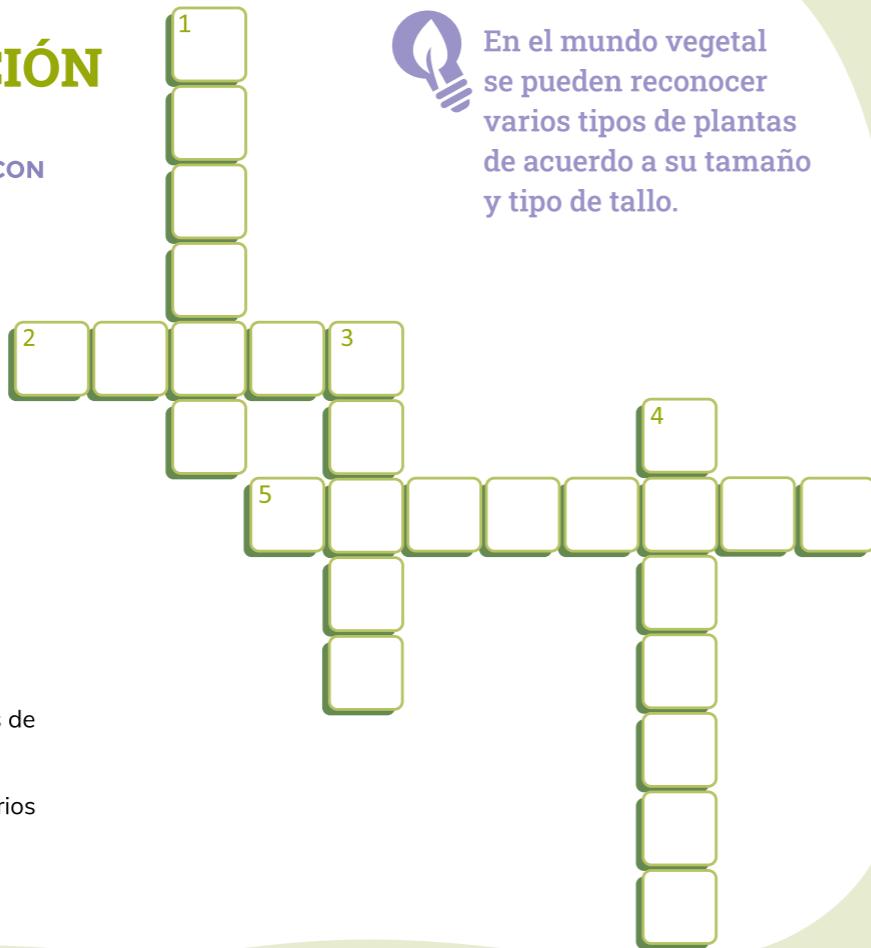 CIÓN
CON
En el mundo vegetal
se pueden reconocer
varios tipos de plantas
de acuerdo a su tamaño
y tipo de tallo.
1
2
3
4
5
de
rios